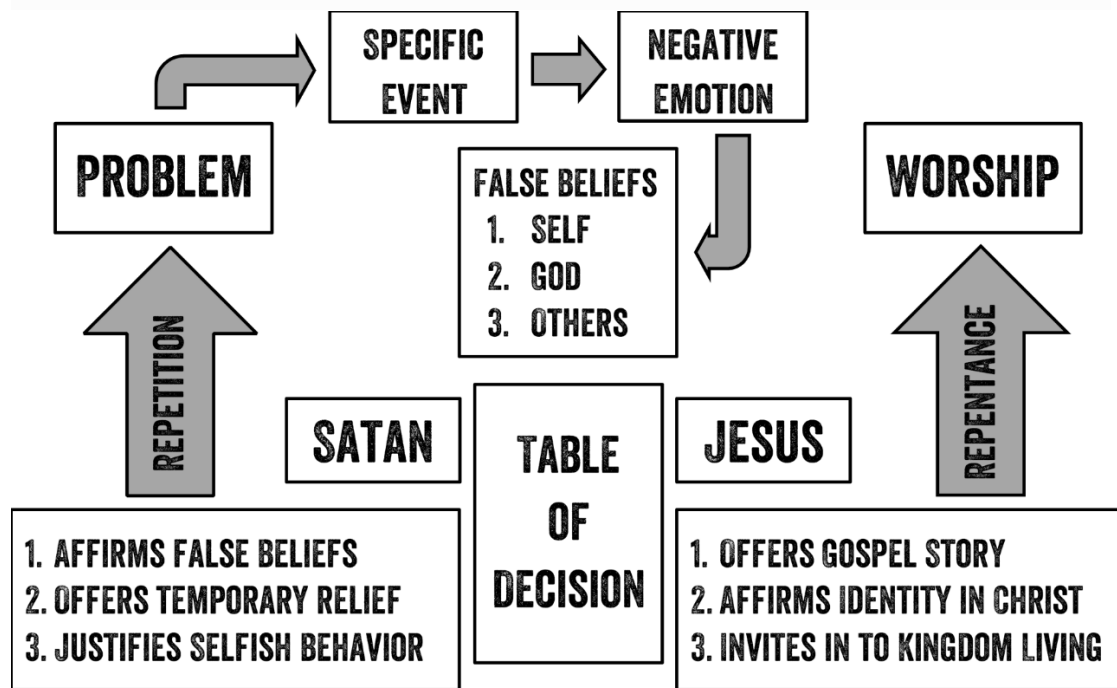 SPECIFIC
EVENT
NEGATIVE
EMOTION
PROBLEM
FALSE BELIEFS
1. SELF
2. GOD
3. OTHERS
WORSHIP
REPETITION
SATAN
TABLE
OF
DECISION
JESUS
REPENTANCE
1. AFFIRMS FALSE BELIEFS
2. OFFERS TEMPORARY RELIEF
3. JUSTIFIES SELFISH BEHAVIOR
1. OFFERS GOSPEL STORY
2. AFFIRMS IDENTITY IN CHRIST
3. INVITES IN TO KINGDOM LIVING